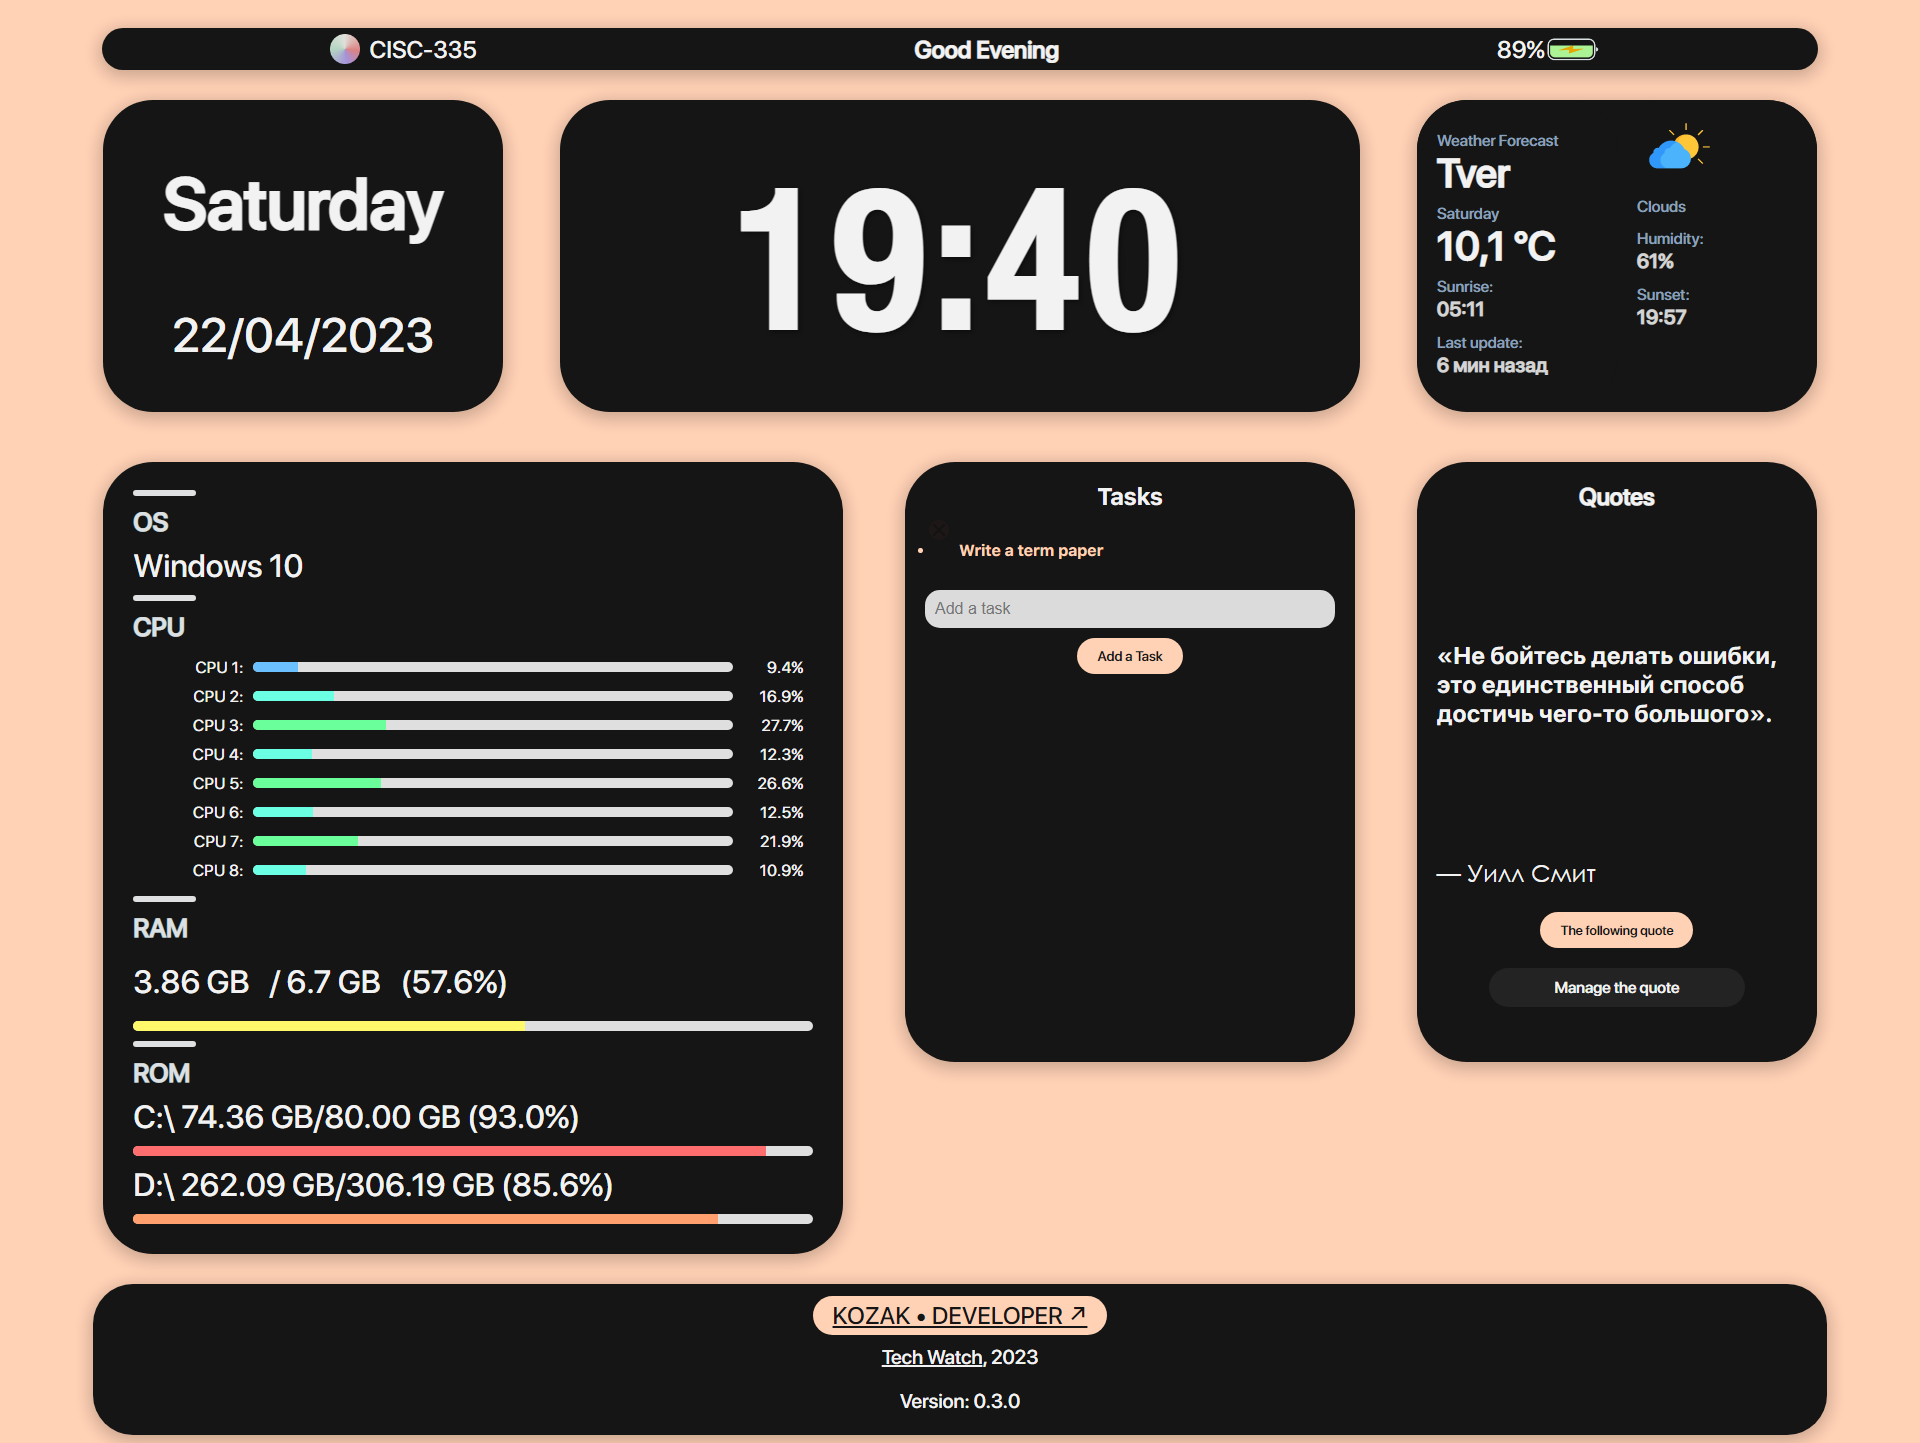 CISC-335
Good Evening
89%
Saturday
22/04/2023
19:40
Weather Forecast
Tver
Saturday
10,1 °C
Sunrise:
05:11
Last update:
6 мин назад
Clouds
Humidity:
61%
Sunset:
19:57
OS
Windows 10
CPU
CPU 1: 9.4%
CPU 2: 16.9%
CPU 3: 27.7%
CPU 4: 12.3%
CPU 5: 26.6%
CPU 6: 12.5%
CPU 7: 21.9%
CPU 8: 10.9%
RAM
3.86 GB / 6.7 GB (57.6%)
ROM
C:\ 74.36 GB/80.00 GB (93.0%)
D:\ 262.09 GB/306.19 GB (85.6%)
Tasks
• Write a term paper
Add a task
Add a Task
Quotes
«Не бойтесь делать ошибки,
это единственный способ
достичь чего-то большого».
— Уилл Смит
The following quote
Manage the quote
KOZAK • DEVELOPER ↗
Tech Watch, 2023
Version: 0.3.0